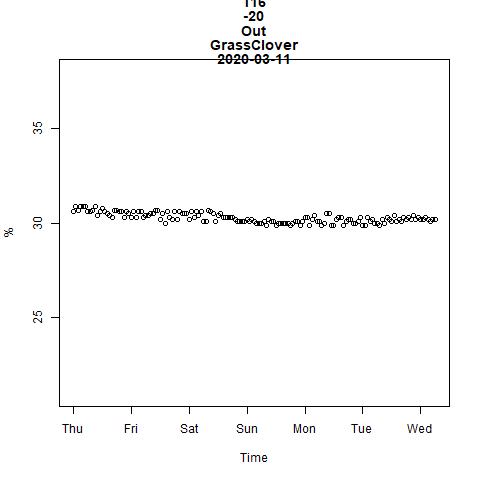 T16
-20
Out
GrassClover
2020-03-11
35
30
25
%
Thu Fri Sat Sun Mon Tue Wed
Time